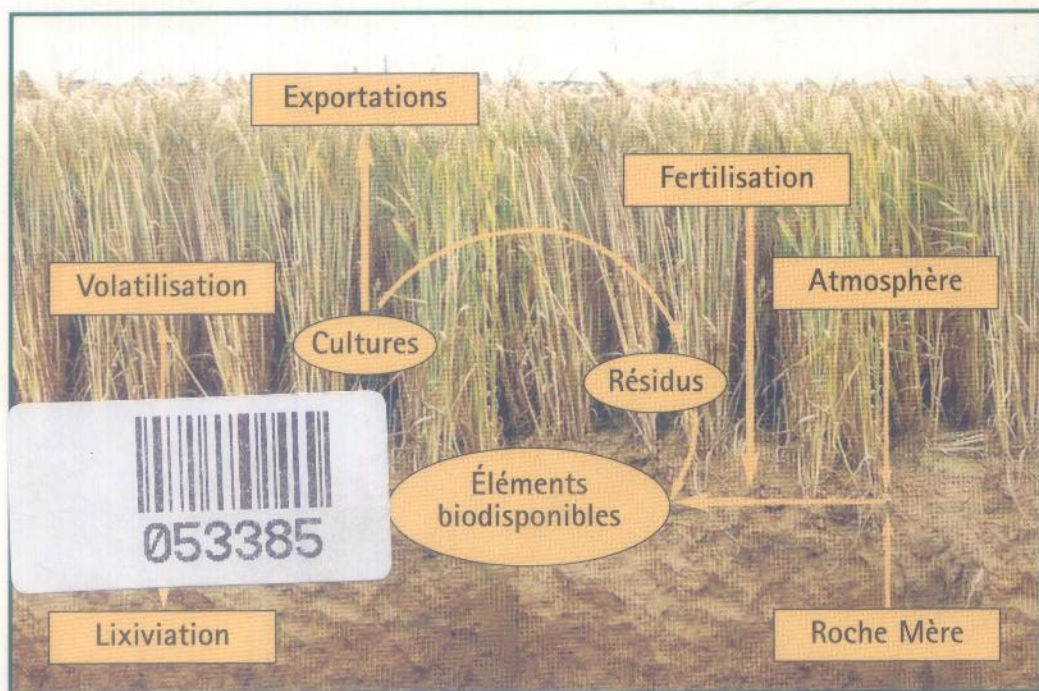 Exportations
Fertilisation
Volatilisation
Atmosphère
Cultures
Résidus
Éléments
biodisponibles
053385
Lixiviation
Roche Mère